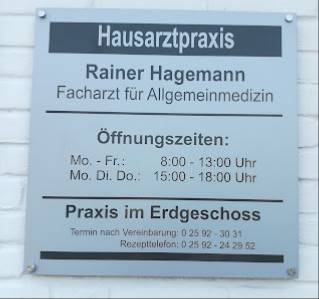 Hausarztpraxis
Rainer Hagemann
Facharzt für Allgemeinmedizin
Öffnungszeiten:
Mo. - Fr.: 8:00 - 13:00 Uhr
Mo. Di. Do.: 15:00 - 18:00 Uhr
Praxis im Erdgeschoss
Termin nach Vereinbarung: 0 25 92 - 30 31
Rezepttelefon: 0 25 92 - 24 29 52